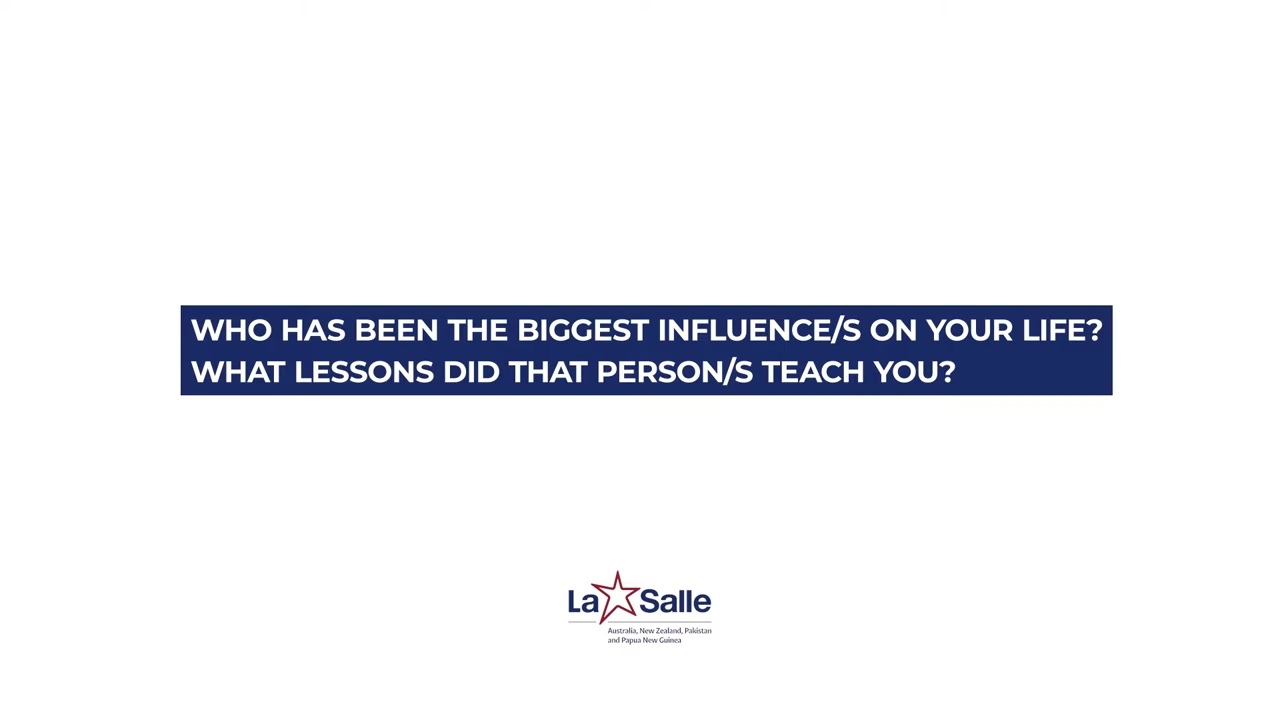 WHO HAS BEEN THE BIGGEST INFLUENCE/S ON YOUR LIFE?
WHAT LESSONS DID THAT PERSON/S TEACH YOU?
La Salle
Australia, New Zealand, Pakistan
and Papua New Guinea